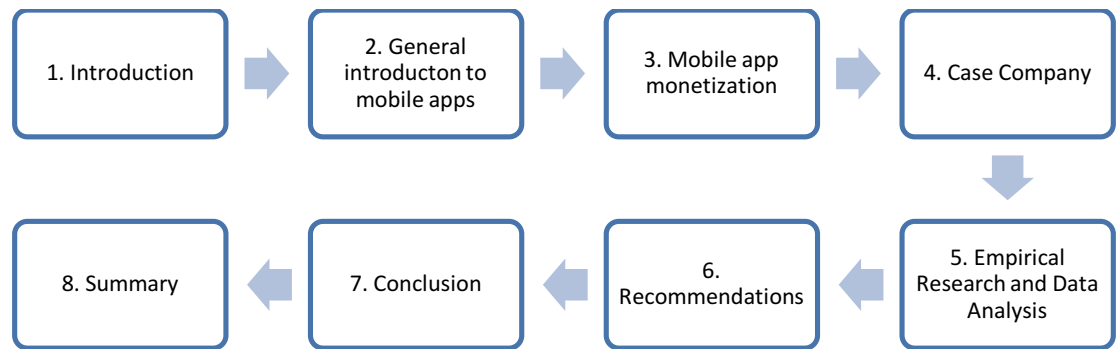 1. Introduction
2. General
introducton to
mobile apps
3. Mobile app
monetization
4. Case Company
5. Empirical
Research and Data
Analysis
6.
Recommendations
7. Conclusion
8. Summary